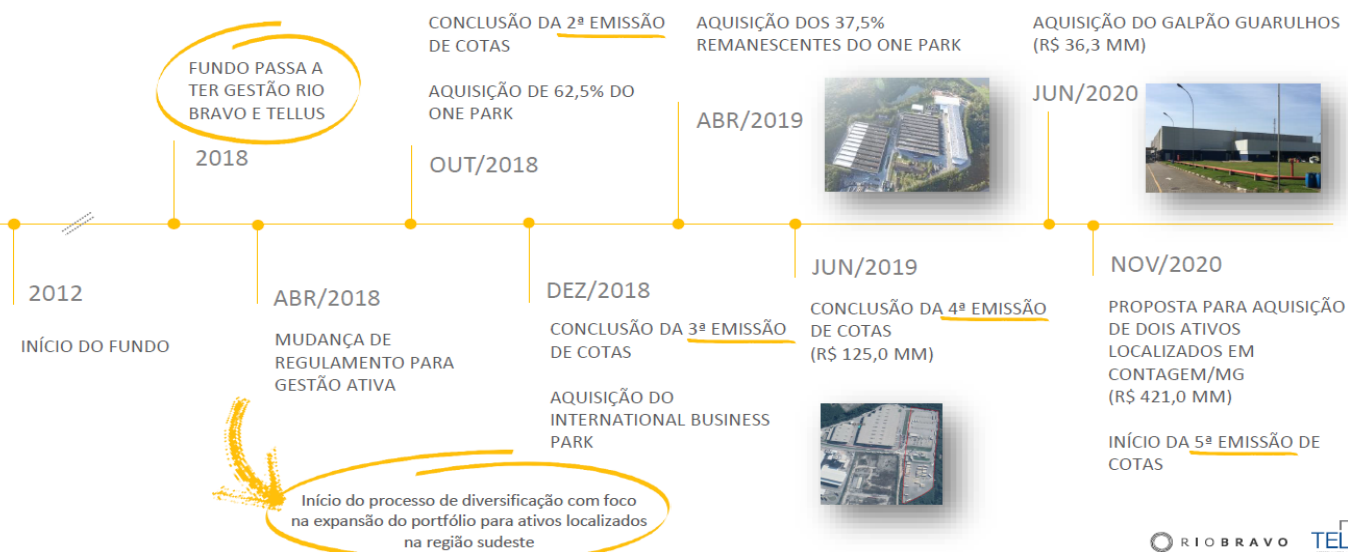 FUNDO PASSA A
TER GESTÃO RIO
BRAVO E TELLUS
2018
CONCLUSÃO DA 2ª EMISSÃO
DE COTAS
AQUISIÇÃO DE 62,5% DO
ONE PARK
OUT/2018
AQUISIÇÃO DOS 37,5%
REMANESCENTES DO ONE PARK
ABR/2019
AQUISIÇÃO DO GALPÃO GUARULHOS
(R$ 36,3 MM)
JUN/2020
2012
INÍCIO DO FUNDO
ABR/2018
MUDANÇA DE
REGULAMENTO PARA
GESTÃO ATIVA
Início do processo de diversificação com foco
na expansão do portfólio para ativos localizados
na região sudeste
DEZ/2018
CONCLUSÃO DA 3ª EMISSÃO
DE COTAS
AQUISIÇÃO DO
INTERNATIONAL BUSINESS
PARK
JUN/2019
CONCLUSÃO DA 4ª EMISSÃO
DE COTAS
(R$ 125,0 MM)
NOV/2020
PROPOSTA PARA AQUISIÇÃO
DE DOIS ATIVOS
LOCALIZADOS EM
CONTAGEM/MG
(R$ 421,0 MM)
INÍCIO DA 5ª EMISSÃO DE
COTAS
RIOBRAVO TEL